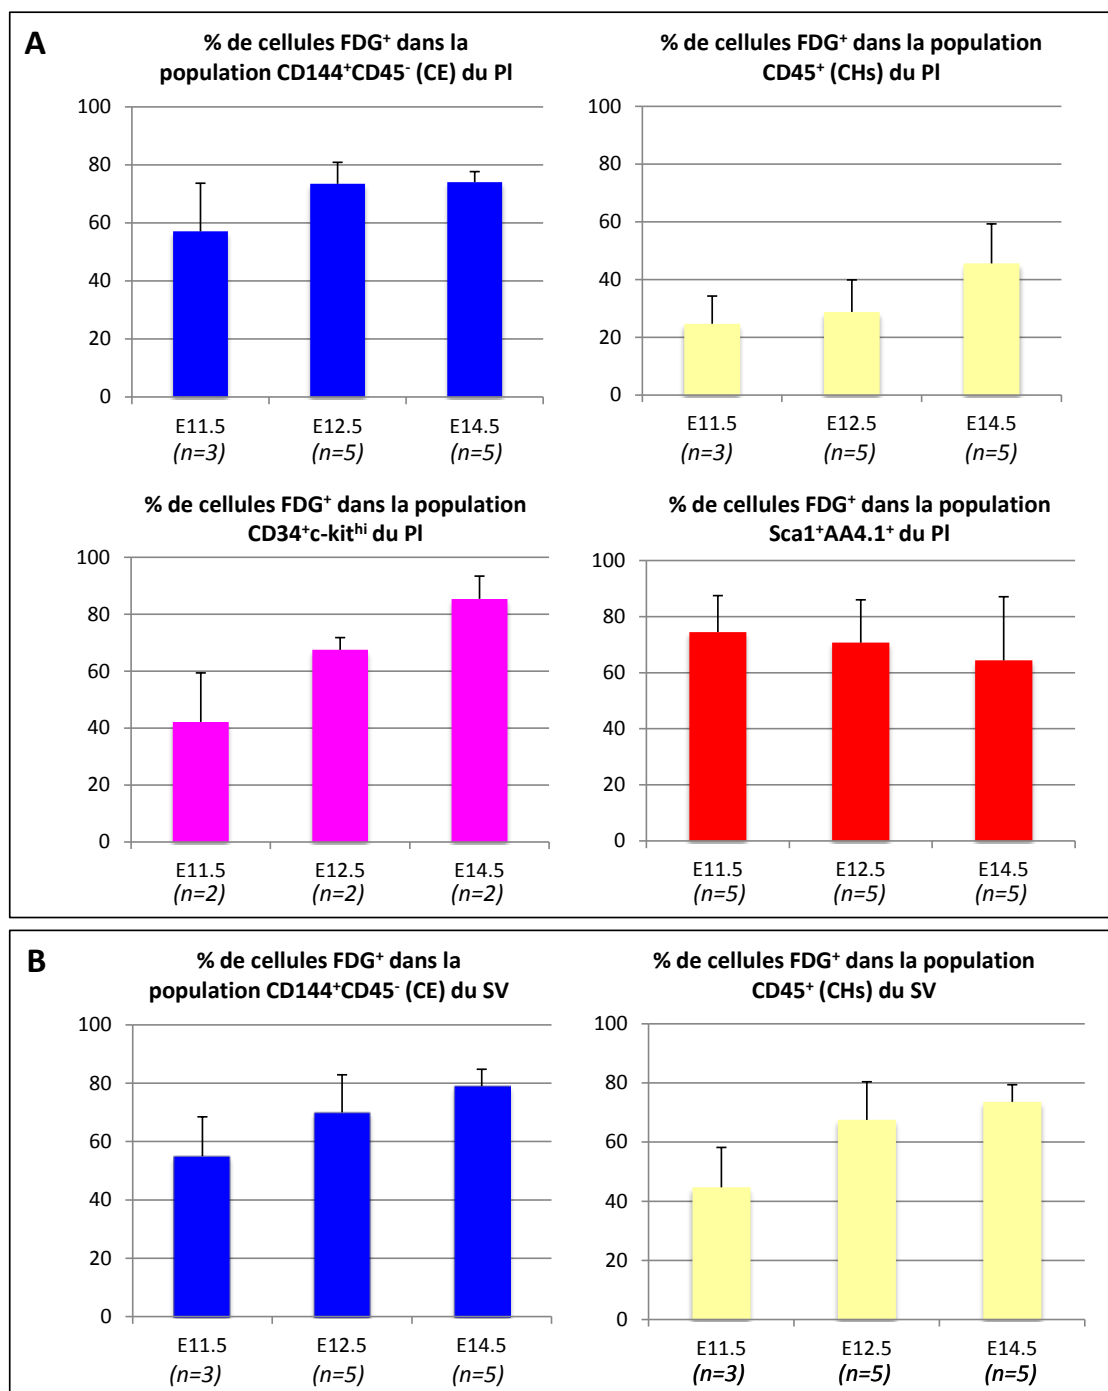 A
% de cellules FDG⁺ dans la
population CD144⁺CD45⁻ (CE) du Pl
100
80
60
40
20
0
E11.5
E12.5
E14.5
(n=3)
(n=5)
(n=5)
% de cellules FDG⁺ dans la population
CD45⁺ (CHs) du Pl
100
80
60
40
20
0
E11.5
E12.5
E14.5
(n=3)
(n=5)
(n=5)
% de cellules FDG⁺ dans la population
CD34⁺c-kitʰⁱ du Pl
100
80
60
40
20
0
E11.5
E12.5
E14.5
(n=2)
(n=2)
(n=2)
% de cellules FDG⁺ dans la population
Sca1⁺AA4.1⁺ du Pl
100
80
60
40
20
0
E11.5
E12.5
E14.5
(n=5)
(n=5)
(n=5)
B
% de cellules FDG⁺ dans la
population CD144⁺CD45⁻ (CE) du SV
100
80
60
40
20
0
E11.5
E12.5
E14.5
(n=3)
(n=5)
(n=5)
% de cellules FDG⁺ dans la population
CD45⁺ (CHs) du SV
100
80
60
40
20
0
E11.5
E12.5
E14.5
(n=3)
(n=5)
(n=5)